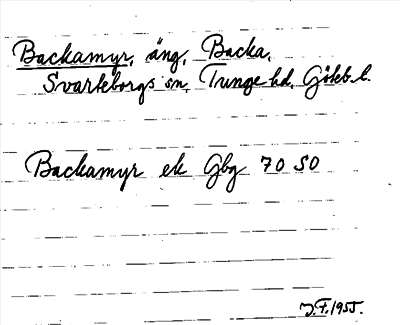 Backamyr, äng, Backa,
Svarteborgs sn, Tunge hd, Göteb. l.
Backamyr ek Gbg 70 SO
J.F. 1955.